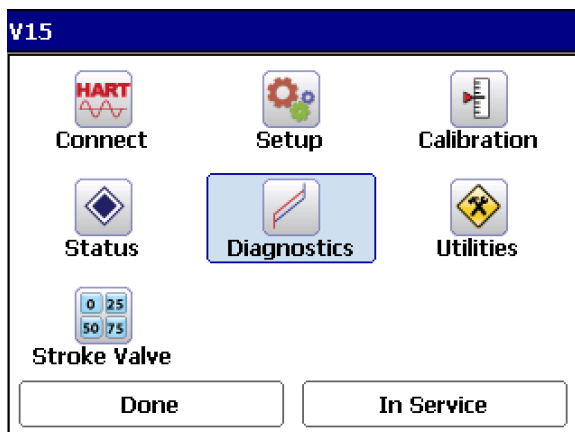 V15
HART
Connect
Setup
Calibration
Status
Diagnostics
Utilities
0 25
50 75
Stroke Valve
Done
In Service